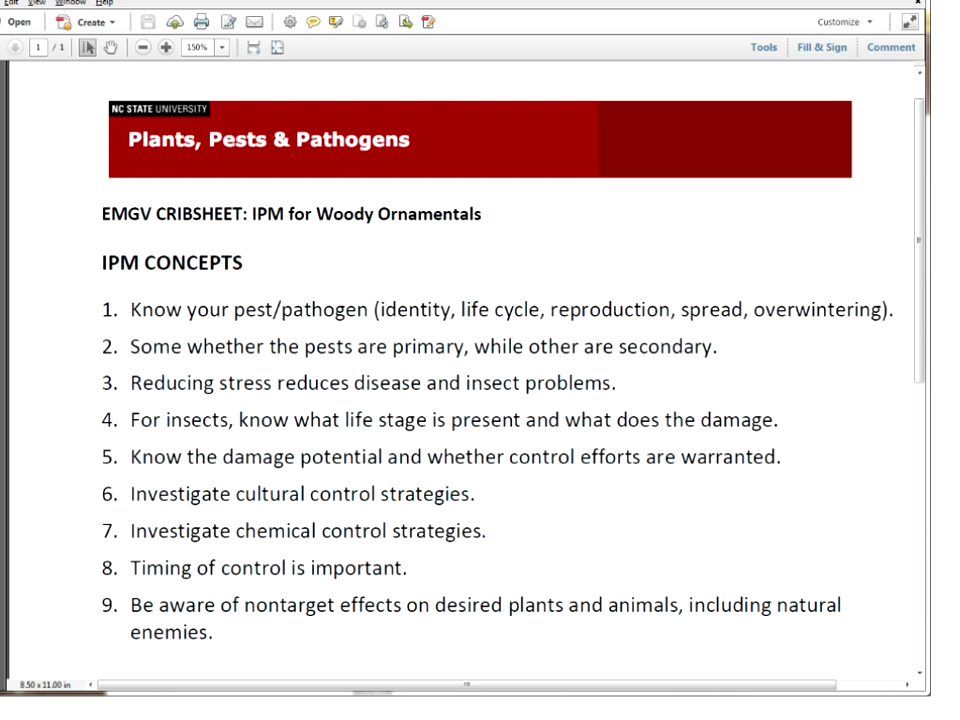 Edit View Window Help
Open Create Customize
1 / 1 150% Tools Fill & Sign Comment
NC STATE UNIVERSITY
Plants, Pests & Pathogens
EMGV CRIBSHEET: IPM for Woody Ornamentals
IPM CONCEPTS
1. Know your pest/pathogen (identity, life cycle, reproduction, spread, overwintering).
2. Some whether the pests are primary, while other are secondary.
3. Reducing stress reduces disease and insect problems.
4. For insects, know what life stage is present and what does the damage.
5. Know the damage potential and whether control efforts are warranted.
6. Investigate cultural control strategies.
7. Investigate chemical control strategies.
8. Timing of control is important.
9. Be aware of nontarget effects on desired plants and animals, including natural
enemies.
8.50 x 11.00 in